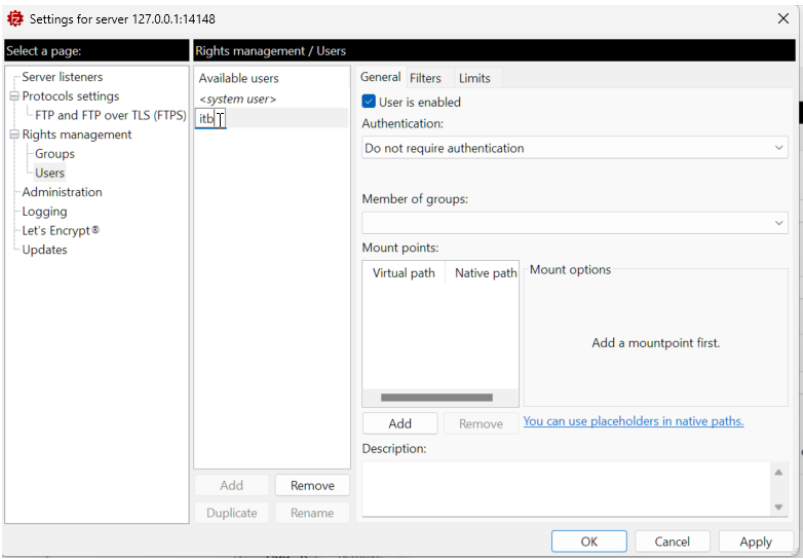 Settings for server 127.0.0.1:14148
Select a page:
Server listeners
Protocols settings
FTP and FTP over TLS (FTPS)
Rights management
Groups
Users
Administration
Logging
Let's Encrypt®
Updates
Rights management / Users
Available users
<system user>
itb
Add
Remove
Duplicate
Rename
General Filters Limits
User is enabled
Authentication:
Do not require authentication
Member of groups:
Mount points:
Virtual path Native path
Mount options
Add a mountpoint first.
Add Remove You can use placeholders in native paths.
Description:
OK Cancel Apply